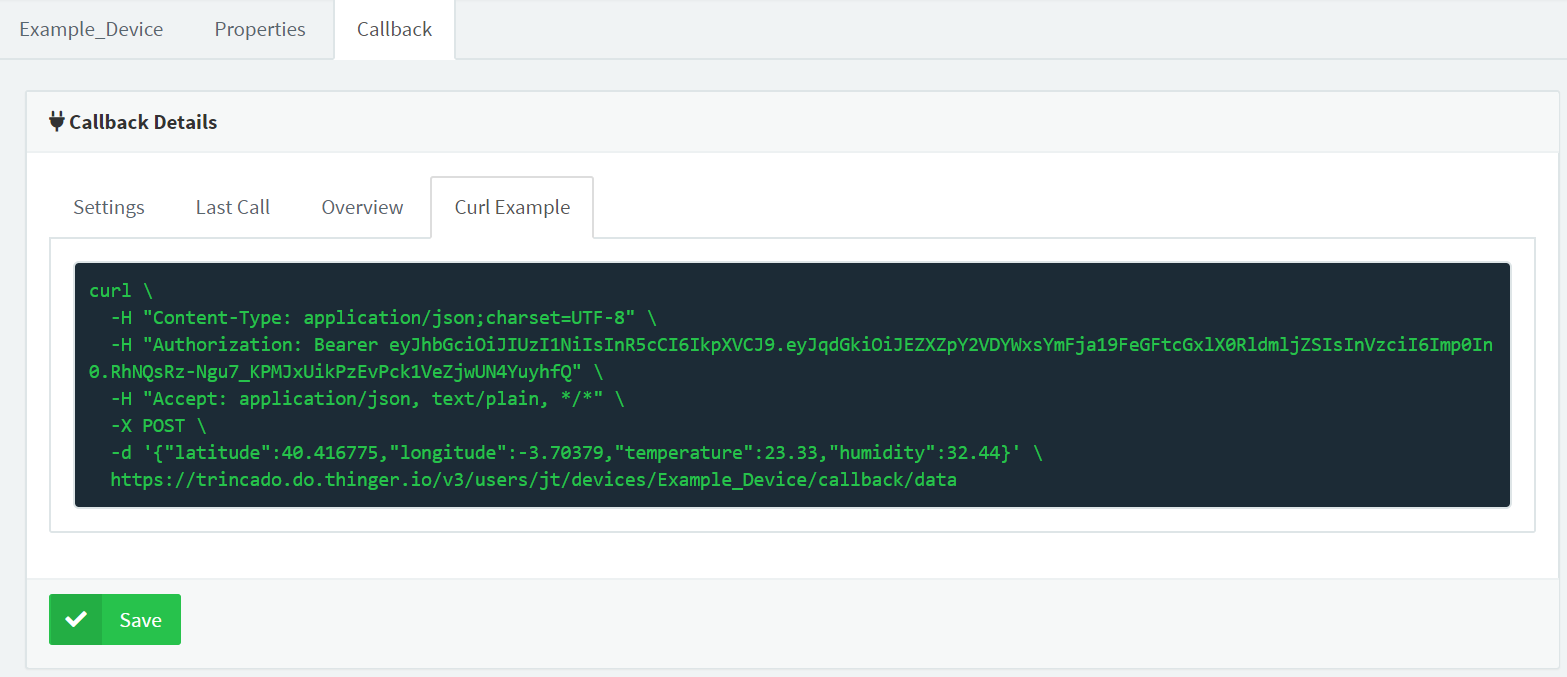 Example_Device Properties Callback
Callback Details
Settings Last Call Overview Curl Example
curl \
-H "Content-Type: application/json;charset=UTF-8" \
-H "Authorization: Bearer eyJhbGciOiJIUzI1NiIsInR5cCI6IkpXVCJ9.eyJqdGkiOiJEZXZpY2VDYWxsYmFja19FeGFtcGxlX0RldmljZSIsInVzciI6Imp0In
0.RhNQsRz-Ngu7_KPMJxUikPzEvPck1VeZjwUN4YuyhfQ" \
-H "Accept: application/json, text/plain, */*" \
-X POST \
-d '{"latitude":40.416775,"longitude":-3.70379,"temperature":23.33,"humidity":32.44}' \
https://trincado.do.thinger.io/v3/users/jt/devices/Example_Device/callback/data
Save